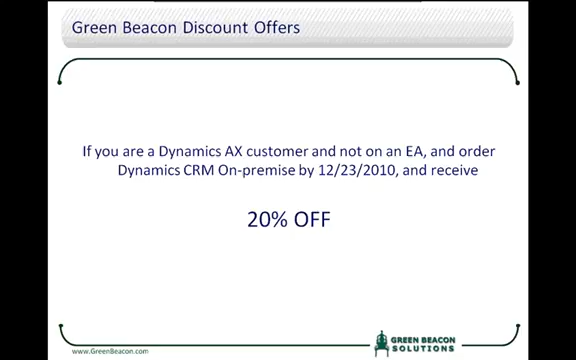 Green Beacon Discount Offers
If you are a Dynamics AX customer and not on an EA, and order
Dynamics CRM On-premise by 12/23/2010, and receive
20% OFF
www.GreenBeacon.com
GREEN BEACON
SOLUTIONS